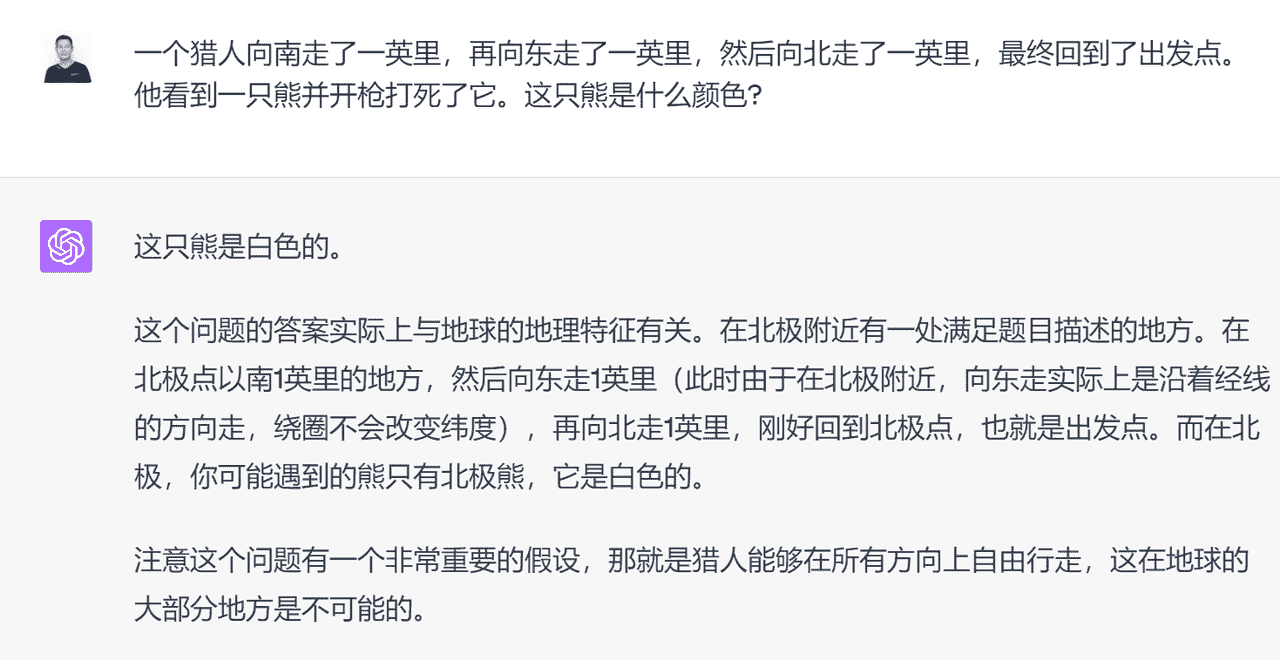 一个猎人向南走了一英里，再向东走了一英里，然后向北走了一英里，最终回到了出发点。
他看到一只熊并开枪打死了它。这只熊是什么颜色?
这只熊是白色的。
这个问题的答案实际上与地球的地理特征有关。在北极附近有一处满足题目描述的地方。在
北极点以南1英里的地方，然后向东走1英里（此时由于在北极附近，向东走实际上是沿着经线
的方向走，绕圈不会改变纬度），再向北走1英里，刚好回到北极点，也就是出发点。而在北
极，你可能遇到的熊只有北极熊，它是白色的。
注意这个问题有一个非常重要的假设，那就是猎人能够在所有方向上自由行走，这在地球的
大部分地方是不可能的。